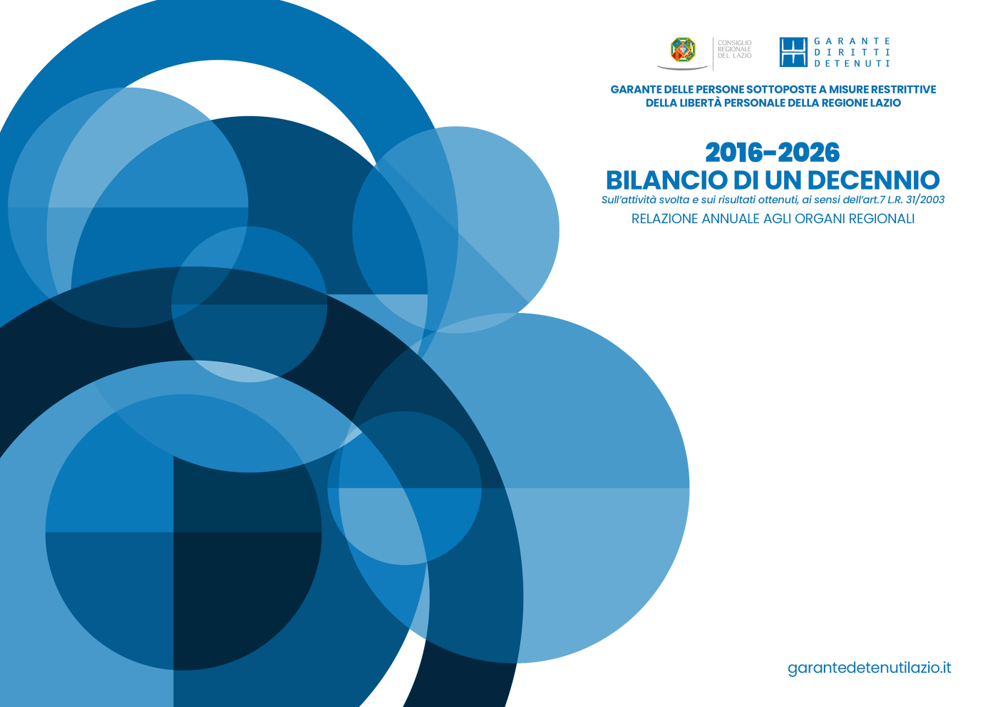 CONSIGLIO
REGIONALE
DEL LAZIO
GARANTE
DIRITTI
DETENUTI
GARANTE DELLE PERSONE SOTTOPOSTE A MISURE RESTRITTIVE
DELLA LIBERTÀ PERSONALE DELLA REGIONE LAZIO
2016-2026
BILANCIO DI UN DECENNIO
Sull'attività svolta e sui risultati ottenuti, ai sensi dell'art.7 L.R. 31/2003
RELAZIONE ANNUALE AGLI ORGANI REGIONALI
garantedetenutilazio.it